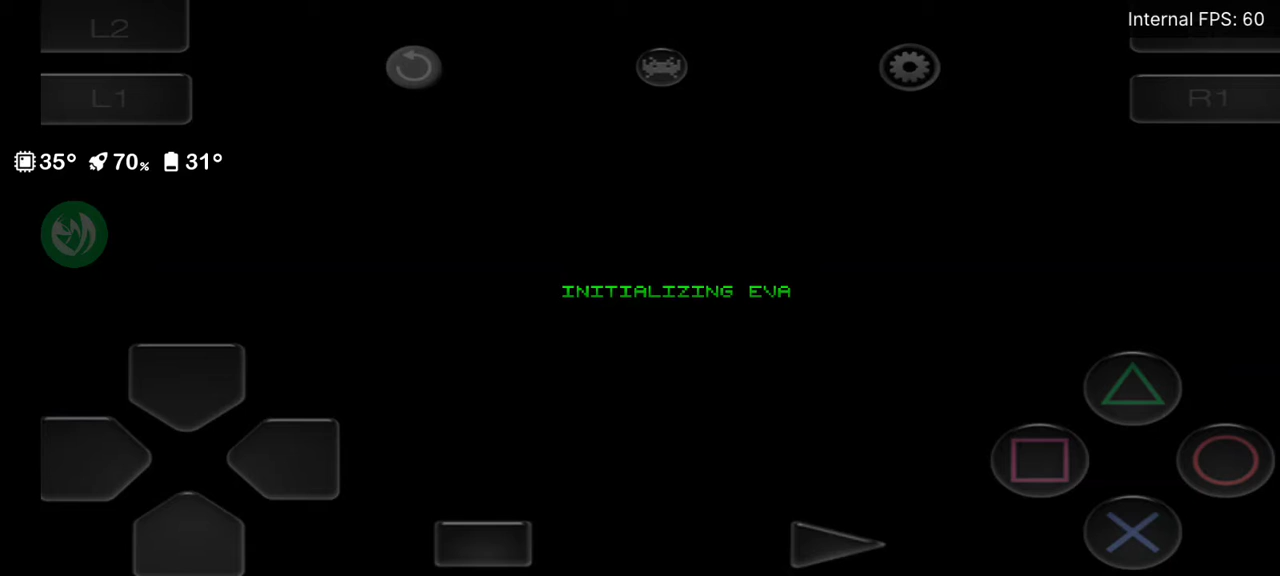 Internal FPS: 60
L2
L1
R1
35° 70% 31°
INITIALIZING EVA